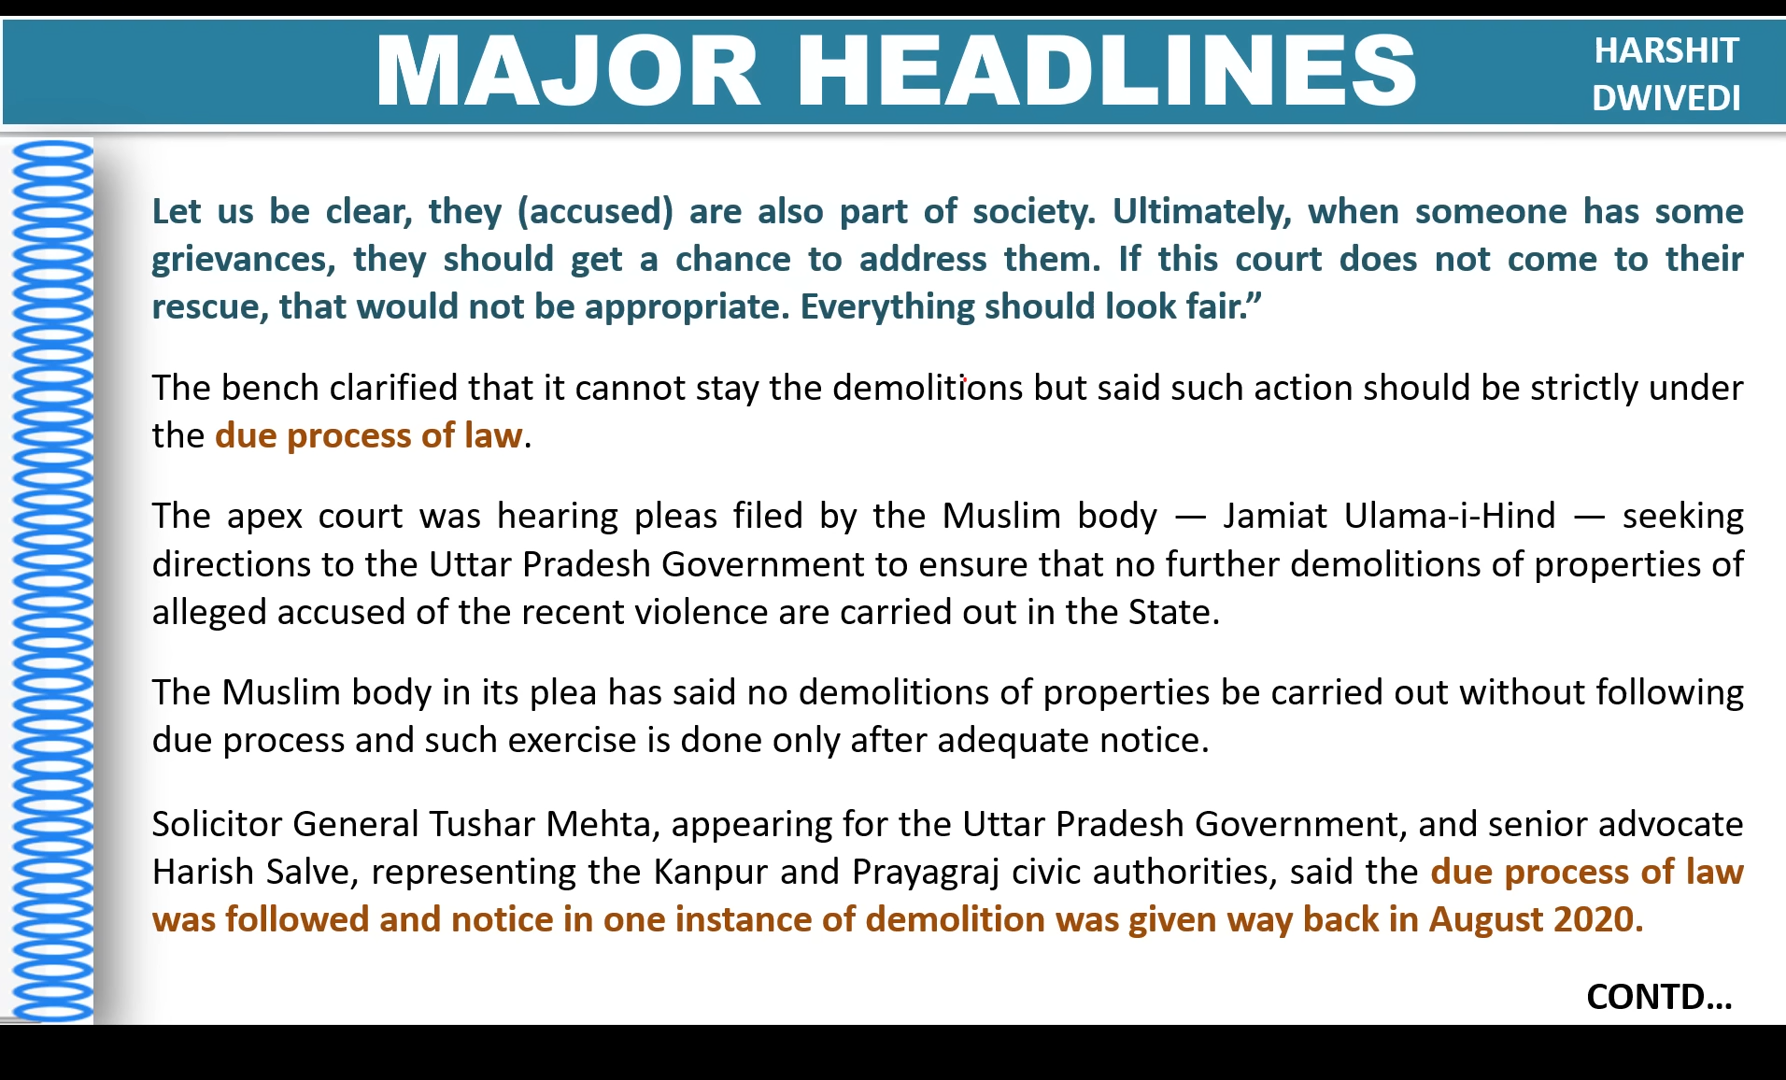 MAJOR HEADLINES
HARSHIT
DWIVEDI
Let us be clear, they (accused) are also part of society. Ultimately, when someone has some
grievances, they should get a chance to address them. If this court does not come to their
rescue, that would not be appropriate. Everything should look fair.”
The bench clarified that it cannot stay the demolitions but said such action should be strictly under
the due process of law.
The apex court was hearing pleas filed by the Muslim body — Jamiat Ulama-i-Hind — seeking
directions to the Uttar Pradesh Government to ensure that no further demolitions of properties of
alleged accused of the recent violence are carried out in the State.
The Muslim body in its plea has said no demolitions of properties be carried out without following
due process and such exercise is done only after adequate notice.
Solicitor General Tushar Mehta, appearing for the Uttar Pradesh Government, and senior advocate
Harish Salve, representing the Kanpur and Prayagraj civic authorities, said the due process of law
was followed and notice in one instance of demolition was given way back in August 2020.
CONTD...